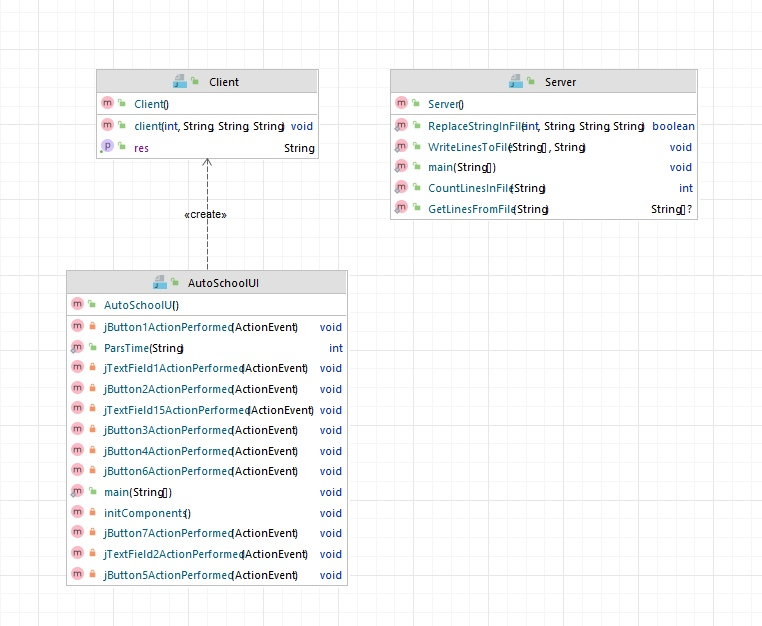 Client
Client()
client(int, String, String, String) void
res String
Server
Server()
ReplaceStringInFile(int, String, String, String) boolean
WriteLinesToFile(String[], String) void
main(String[]) void
CountLinesInFile(String) int
GetLinesFromFile(String) String[]?
«create»
AutoSchoolUI
AutoSchoolUI()
jButton1ActionPerformed(ActionEvent) void
ParsTime(String) int
jTextField1ActionPerformed(ActionEvent) void
jButton2ActionPerformed(ActionEvent) void
jTextField15ActionPerformed(ActionEvent) void
jButton3ActionPerformed(ActionEvent) void
jButton4ActionPerformed(ActionEvent) void
jButton6ActionPerformed(ActionEvent) void
main(String[]) void
initComponents() void
jButton7ActionPerformed(ActionEvent) void
jTextField2ActionPerformed(ActionEvent) void
jButton5ActionPerformed(ActionEvent) void